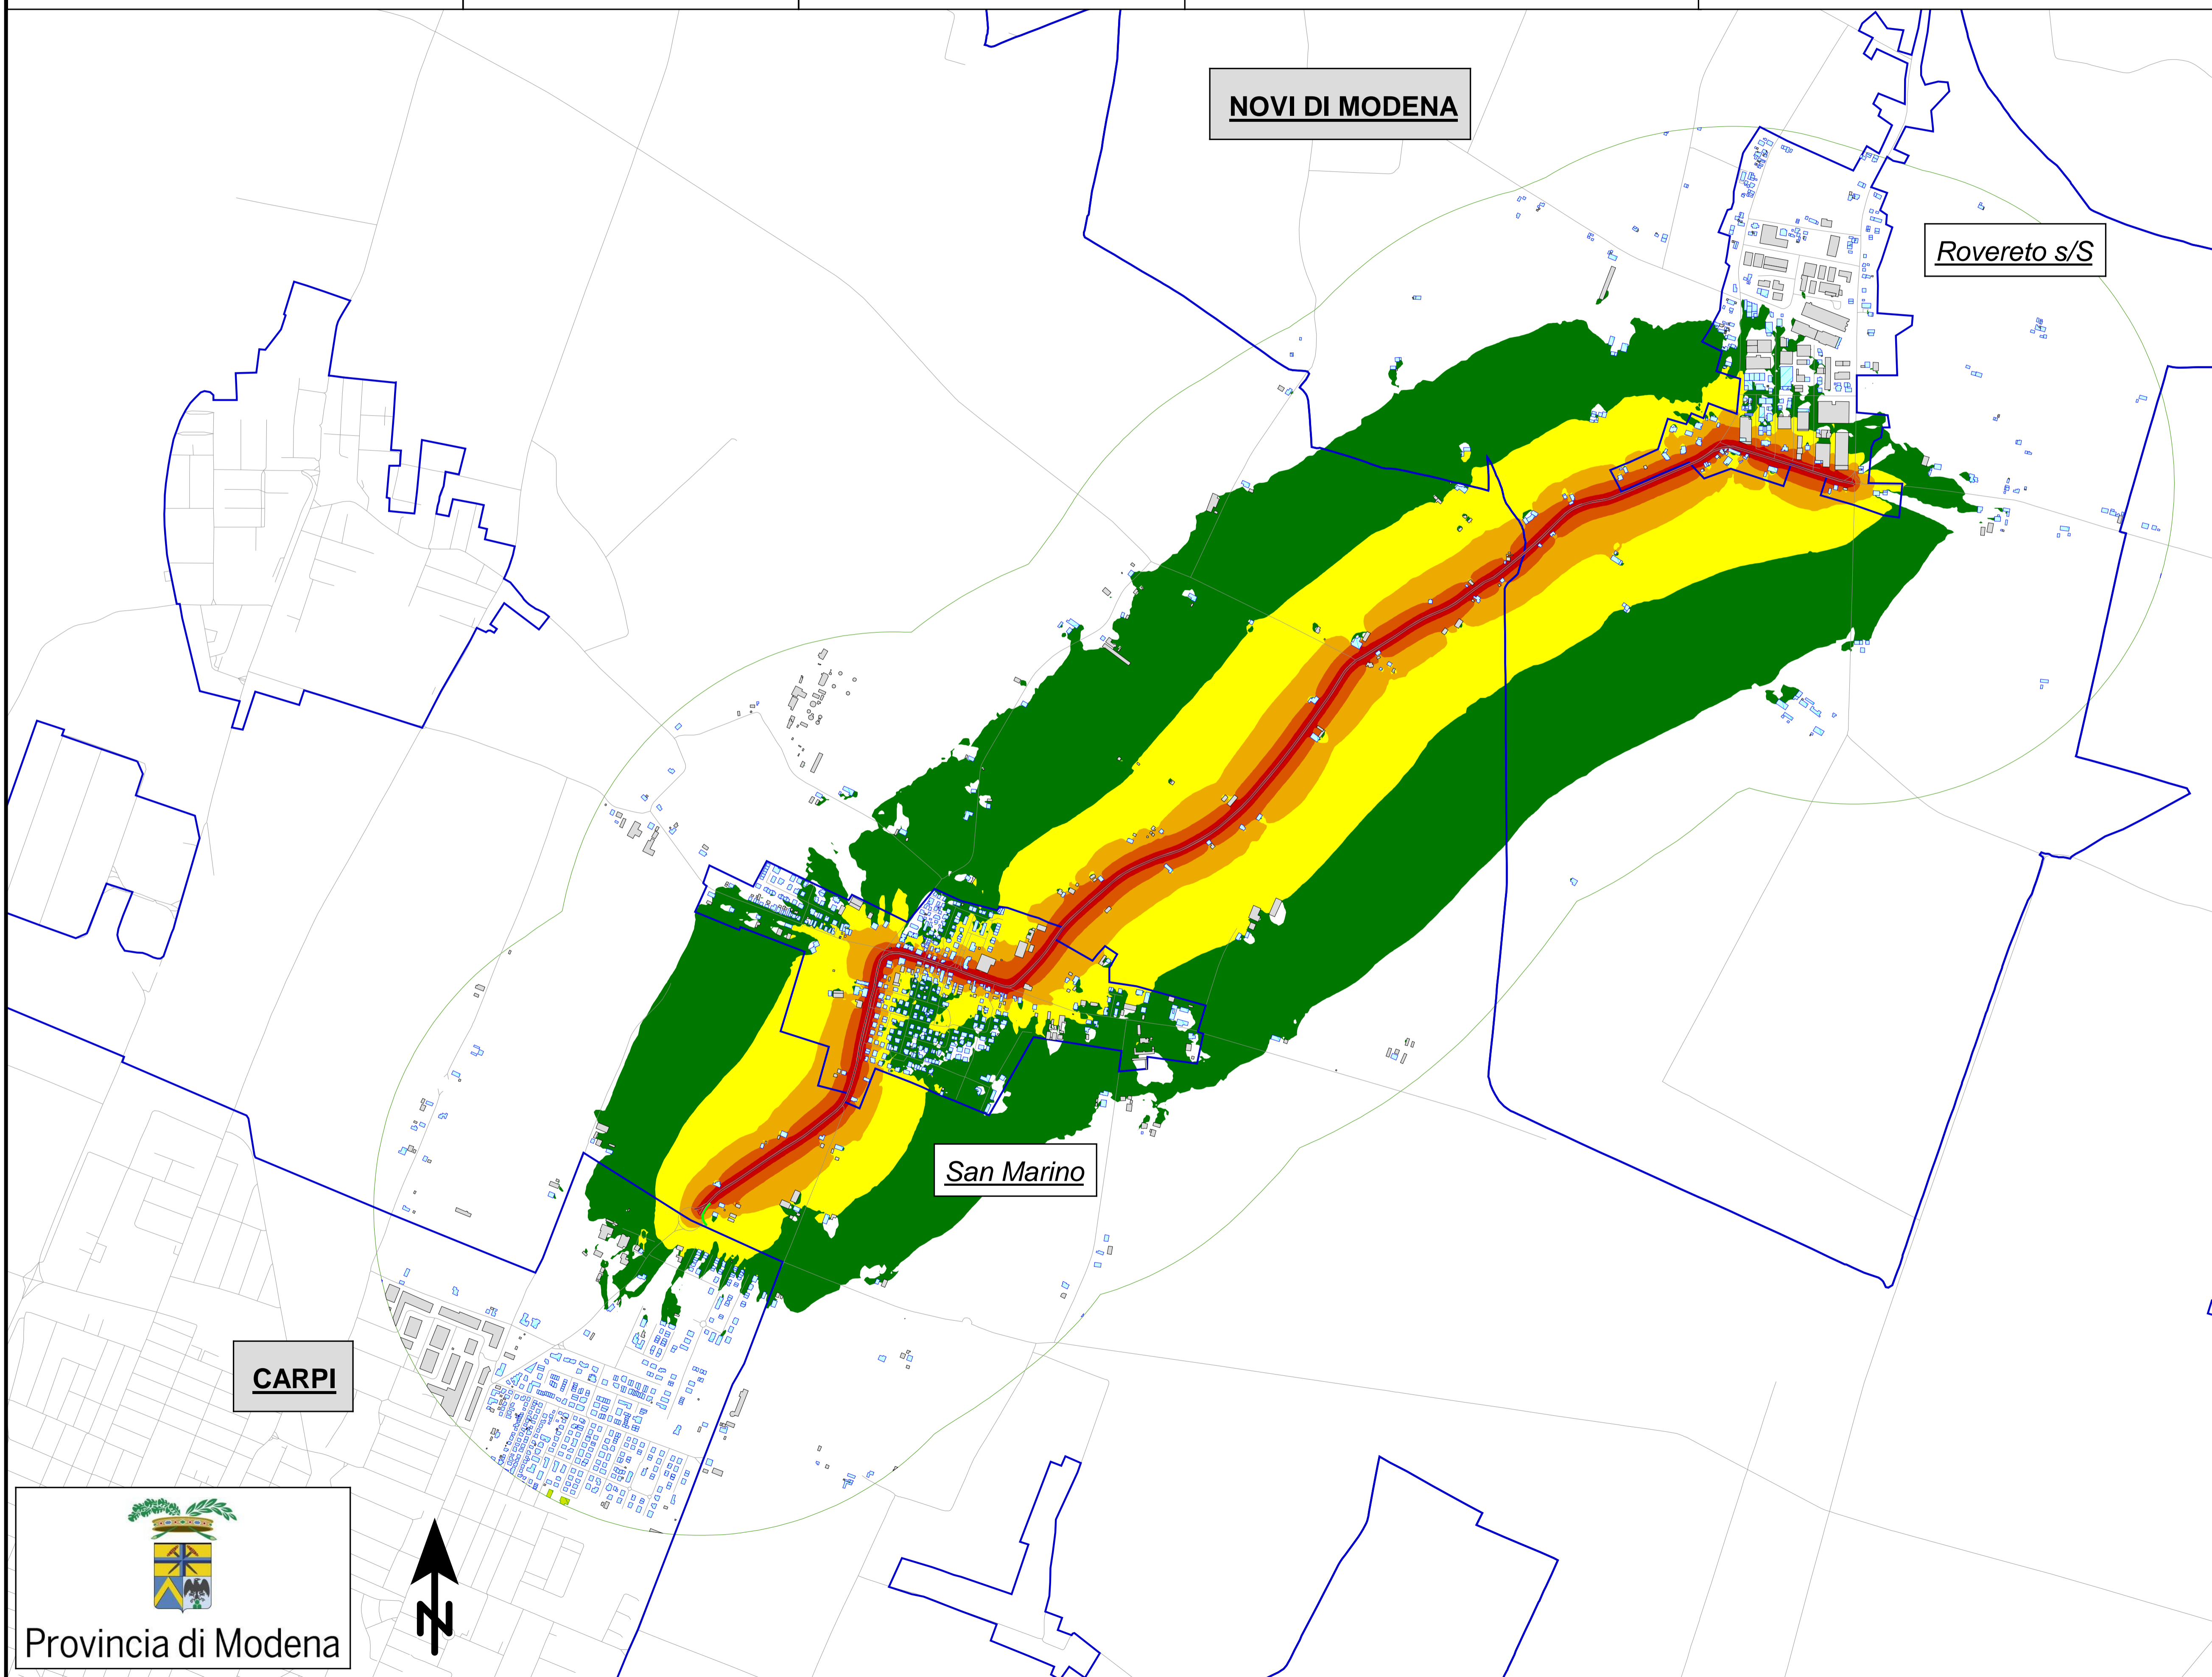 NOVI DI MODENA
Rovereto s/S
San Marino
CARPI
N
Provincia di Modena